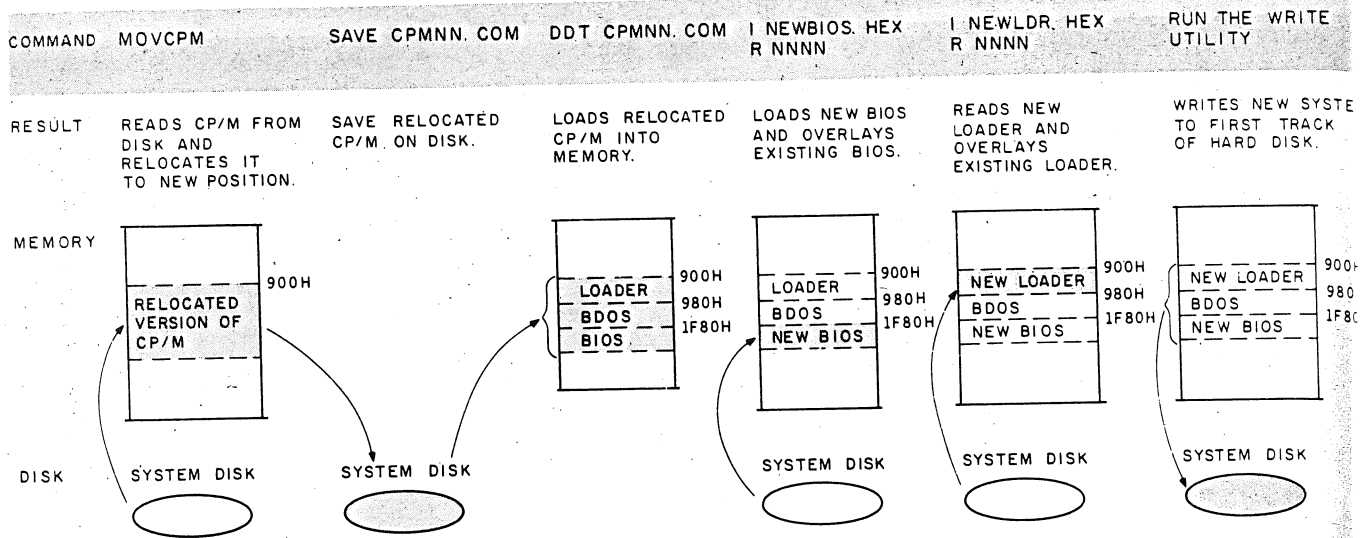 COMMAND MOVCPM SAVE CPMNN. COM DDT CPMNN. COM I NEWBIOS. HEX I NEWLDR. HEX RUN THE WRITE
R NNNN R NNNN UTILITY
RESULT
READS CP/M FROM
DISK AND
RELOCATES IT
TO NEW POSITION.
SAVE RELOCATED
CP/M ON DISK.
LOADS RELOCATED
CP/M INTO
MEMORY.
LOADS NEW BIOS
AND OVERLAYS
EXISTING BIOS.
READS NEW
LOADER AND
OVERLAYS
EXISTING LOADER.
WRITES NEW SYSTE
TO FIRST TRACK
OF HARD DISK.
MEMORY
900H
RELOCATED
VERSION OF
CP/M
900H
LOADER
980H
BDOS
1F80H
BIOS
900H
LOADER
980H
BDOS
1F80H
NEW BIOS
900H
NEW LOADER
980H
BDOS
1F80H
NEW BIOS
900H
NEW LOADER
980
BDOS
1F80
NEW BIOS
DISK
SYSTEM DISK
SYSTEM DISK
SYSTEM DISK
SYSTEM DISK
SYSTEM DISK